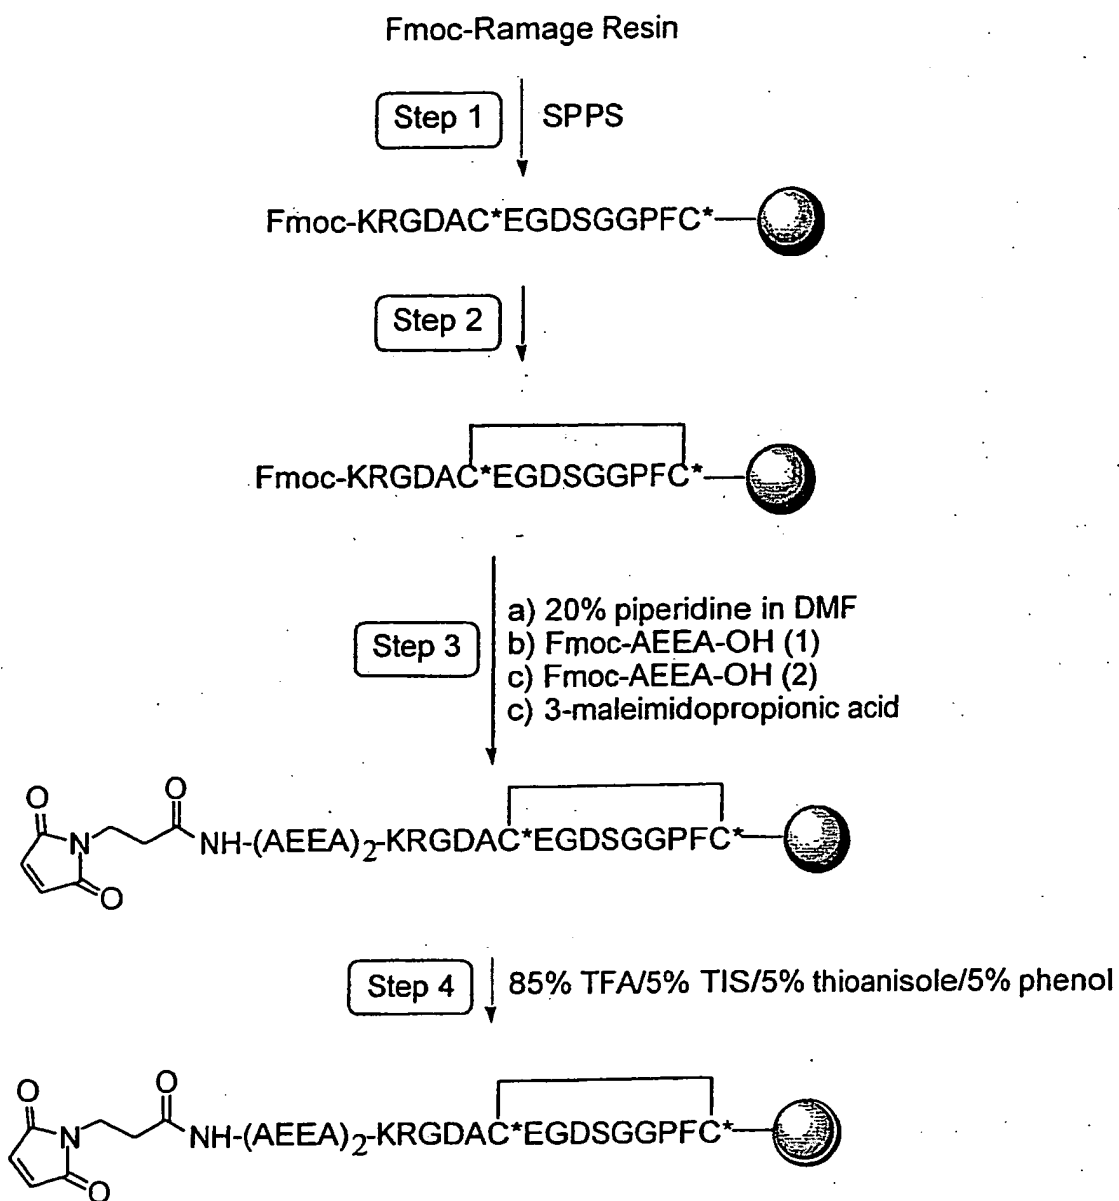 Fmoc-Ramage Resin
Step 1
SPPS
Fmoc-KRGDAC*EGDSGGPFC*
Step 2
Fmoc-KRGDAC*EGDSGGPFC*
Step 3
a) 20% piperidine in DMF
b) Fmoc-AEEA-OH (1)
c) Fmoc-AEEA-OH (2)
c) 3-maleimidopropionic acid
O
O
N
NH-(AEEA)2-KRGDAC*EGDSGGPFC*
O
Step 4
85% TFA/5% TIS/5% thioanisole/5% phenol
O
O
N
NH-(AEEA)2-KRGDAC*EGDSGGPFC*
O